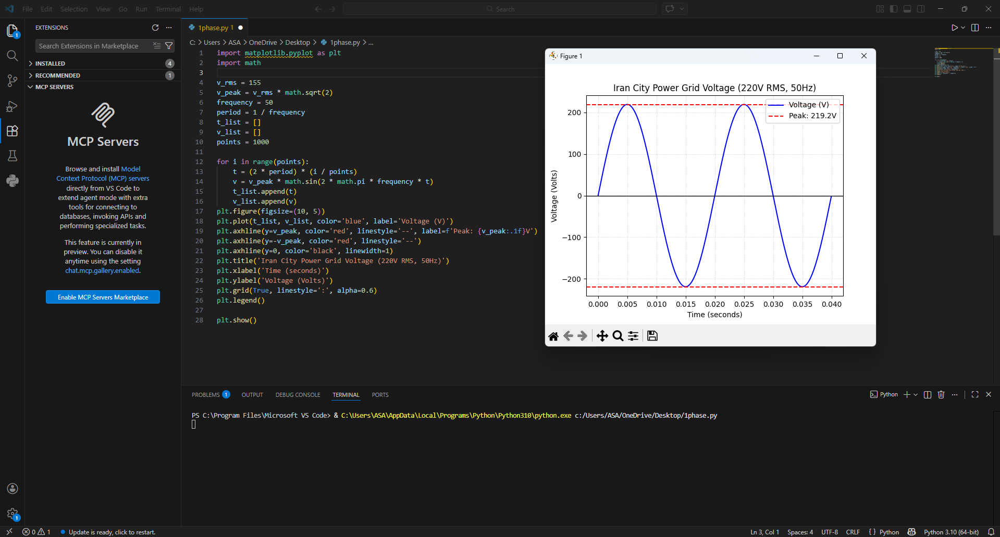 File Edit Selection View Go Run Terminal Help
Search
EXTENSIONS
Search Extensions in Marketplace
INSTALLED 4
RECOMMENDED 1
MCP SERVERS
MCP Servers
Browse and install Model
Context Protocol (MCP) servers
directly from VS Code to
extend agent mode with extra
tools for connecting to
databases, invoking APIs and
performing specialized tasks.
This feature is currently in
preview. You can disable it
anytime using the setting
chat.mcp.gallery.enabled.
Enable MCP Servers Marketplace
1
1
1phase.py 1
C: > Users > ASA > OneDrive > Desktop > 1phase.py > ...
1 import matplotlib.pyplot as plt
2 import math
3
4 v_rms = 155
5 v_peak = v_rms * math.sqrt(2)
6 frequency = 50
7 period = 1 / frequency
8 t_list = []
9 v_list = []
10 points = 1000
11
12 for i in range(points):
13     t = (2 * period) * (i / points)
14     v = v_peak * math.sin(2 * math.pi * frequency * t)
15     t_list.append(t)
16     v_list.append(v)
17 plt.figure(figsize=(10, 5))
18 plt.plot(t_list, v_list, color='blue', label='Voltage (V)')
19 plt.axhline(y=v_peak, color='red', linestyle='--', label=f'Peak: {v_peak:.1f}V')
20 plt.axhline(y=-v_peak, color='red', linestyle='--')
21 plt.axhline(y=0, color='black', linewidth=1)
22 plt.title('Iran City Power Grid Voltage (220V RMS, 50Hz)')
23 plt.xlabel('Time (seconds)')
24 plt.ylabel('Voltage (Volts)')
25 plt.grid(True, linestyle=':', alpha=0.6)
26 plt.legend()
27
28 plt.show()
Figure 1
Iran City Power Grid Voltage (220V RMS, 50Hz)
Voltage (V)
Peak: 219.2V
Voltage (Volts)
200
100
0
−100
−200
0.000 0.005 0.010 0.015 0.020 0.025 0.030 0.035 0.040
Time (seconds)
PROBLEMS 1 OUTPUT DEBUG CONSOLE TERMINAL PORTS
Python
PS C:\Program Files\Microsoft VS Code> & C:\Users\ASA\AppData\Local\Programs\Python\Python310\python.exe c:/Users/ASA/OneDrive/Desktop/1phase.py
0 1 Update is ready, click to restart.
Ln 3, Col 1 Spaces: 4 UTF-8 CRLF { } Python Python 3.10 (64-bit)